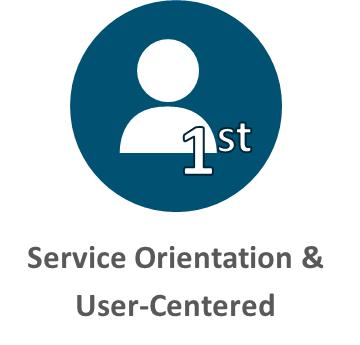 1st
Service Orientation &
User-Centered